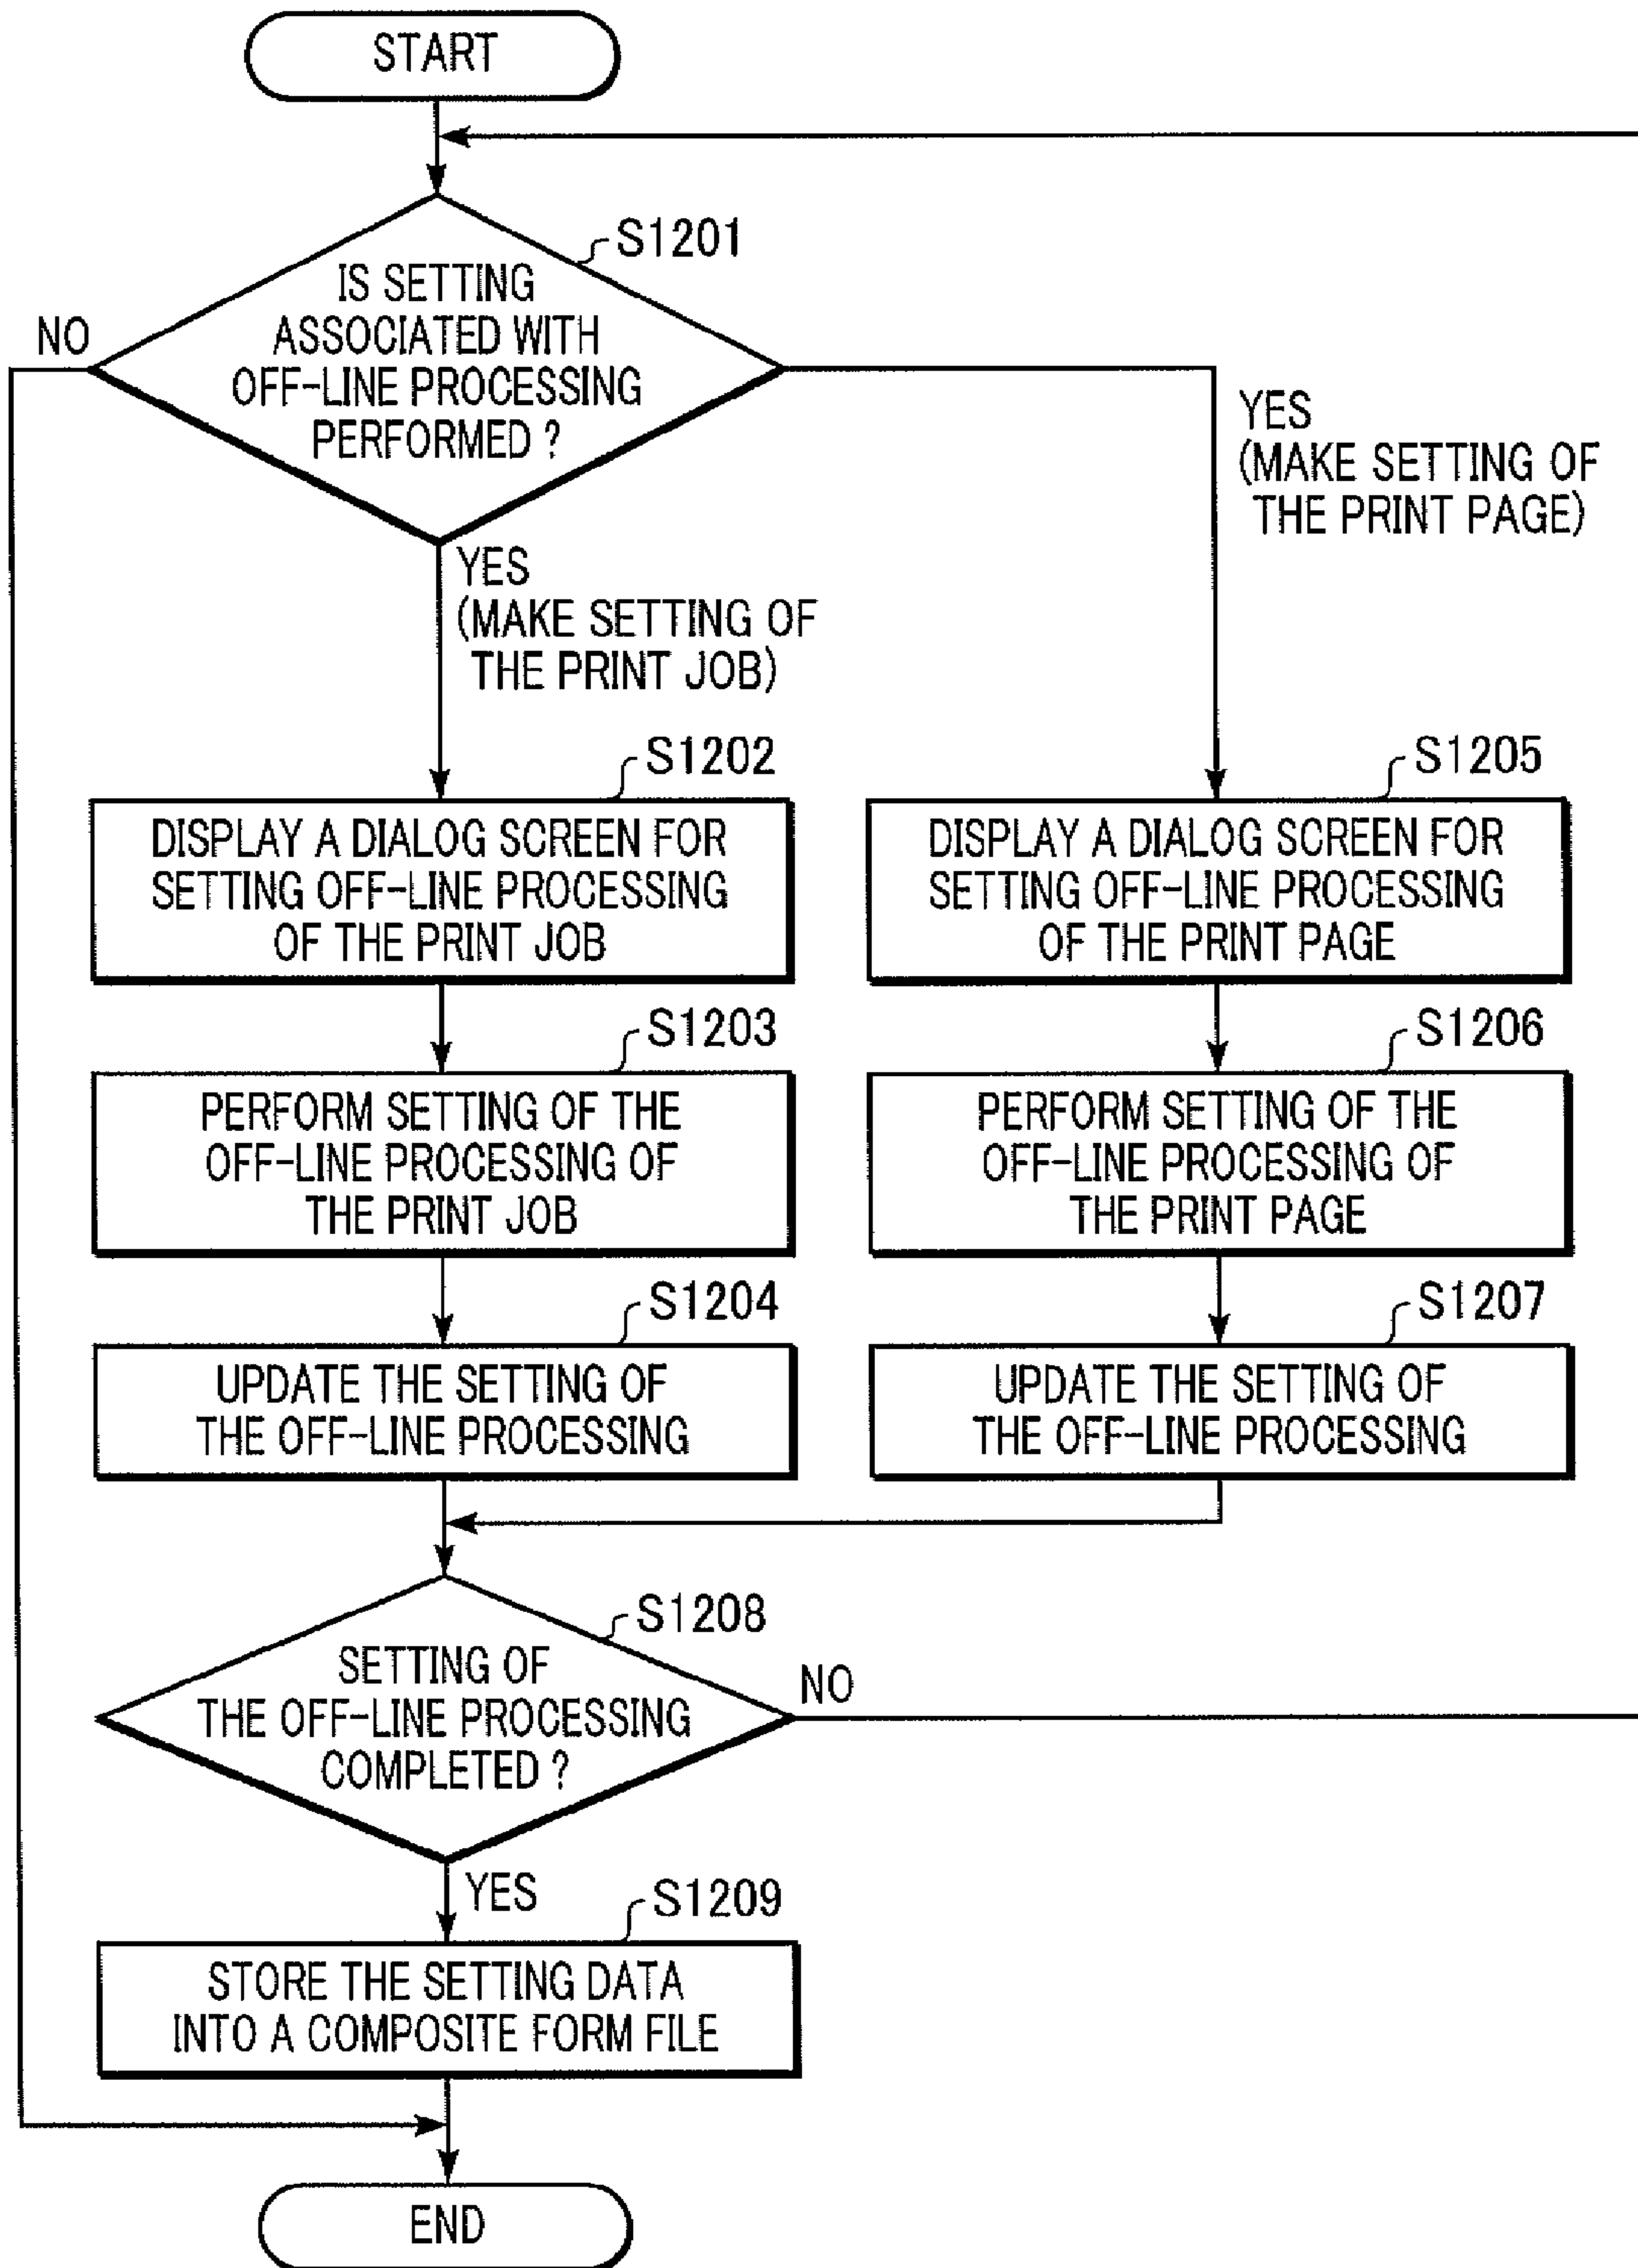 START
S1201
IS SETTING
ASSOCIATED WITH
OFF-LINE PROCESSING
PERFORMED ?
NO
YES
(MAKE SETTING OF
THE PRINT PAGE)
YES
(MAKE SETTING OF
THE PRINT JOB)
S1202
DISPLAY A DIALOG SCREEN FOR
SETTING OFF-LINE PROCESSING
OF THE PRINT JOB
S1205
DISPLAY A DIALOG SCREEN FOR
SETTING OFF-LINE PROCESSING
OF THE PRINT PAGE
S1203
PERFORM SETTING OF THE
OFF-LINE PROCESSING OF
THE PRINT JOB
S1206
PERFORM SETTING OF THE
OFF-LINE PROCESSING OF
THE PRINT PAGE
S1204
UPDATE THE SETTING OF
THE OFF-LINE PROCESSING
S1207
UPDATE THE SETTING OF
THE OFF-LINE PROCESSING
S1208
SETTING OF
THE OFF-LINE PROCESSING
COMPLETED ?
NO
YES
S1209
STORE THE SETTING DATA
INTO A COMPOSITE FORM FILE
END